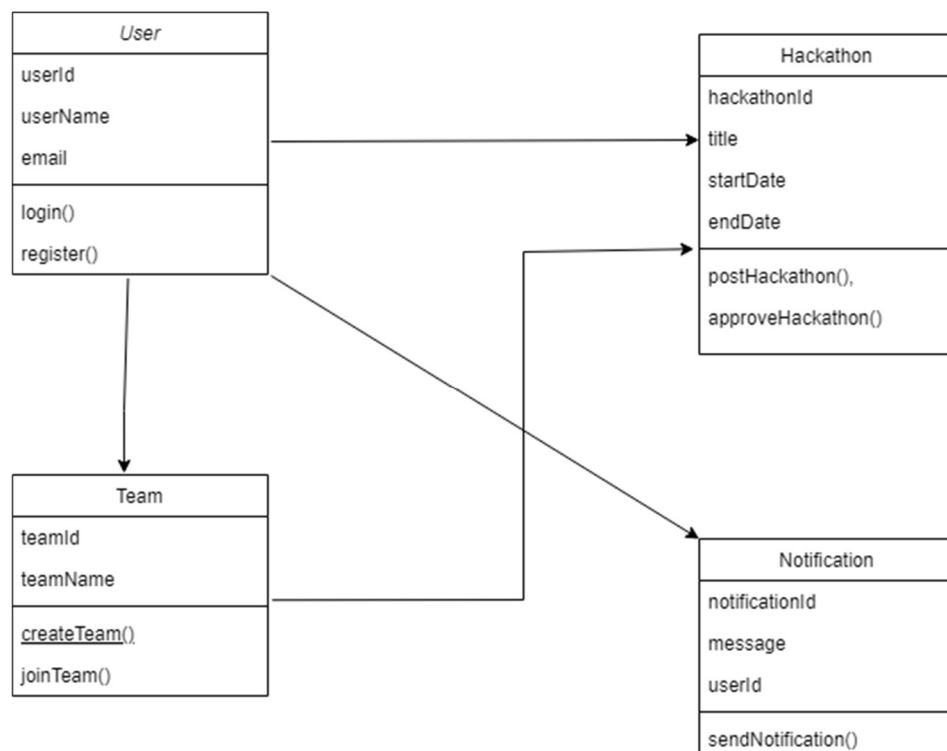 User
userId
userName
email
login()
register()
Hackathon
hackathonId
title
startDate
endDate
postHackathon(),
approveHackathon()
Team
teamId
teamName
createTeam()
joinTeam()
Notification
notificationId
message
userId
sendNotification()